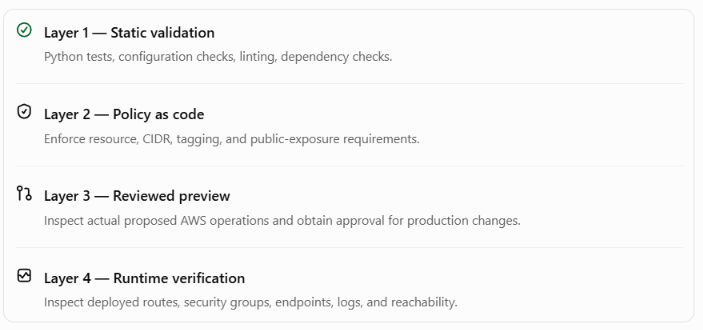 Layer 1 — Static validation
Python tests, configuration checks, linting, dependency checks.
Layer 2 — Policy as code
Enforce resource, CIDR, tagging, and public-exposure requirements.
Layer 3 — Reviewed preview
Inspect actual proposed AWS operations and obtain approval for production changes.
Layer 4 — Runtime verification
Inspect deployed routes, security groups, endpoints, logs, and reachability.